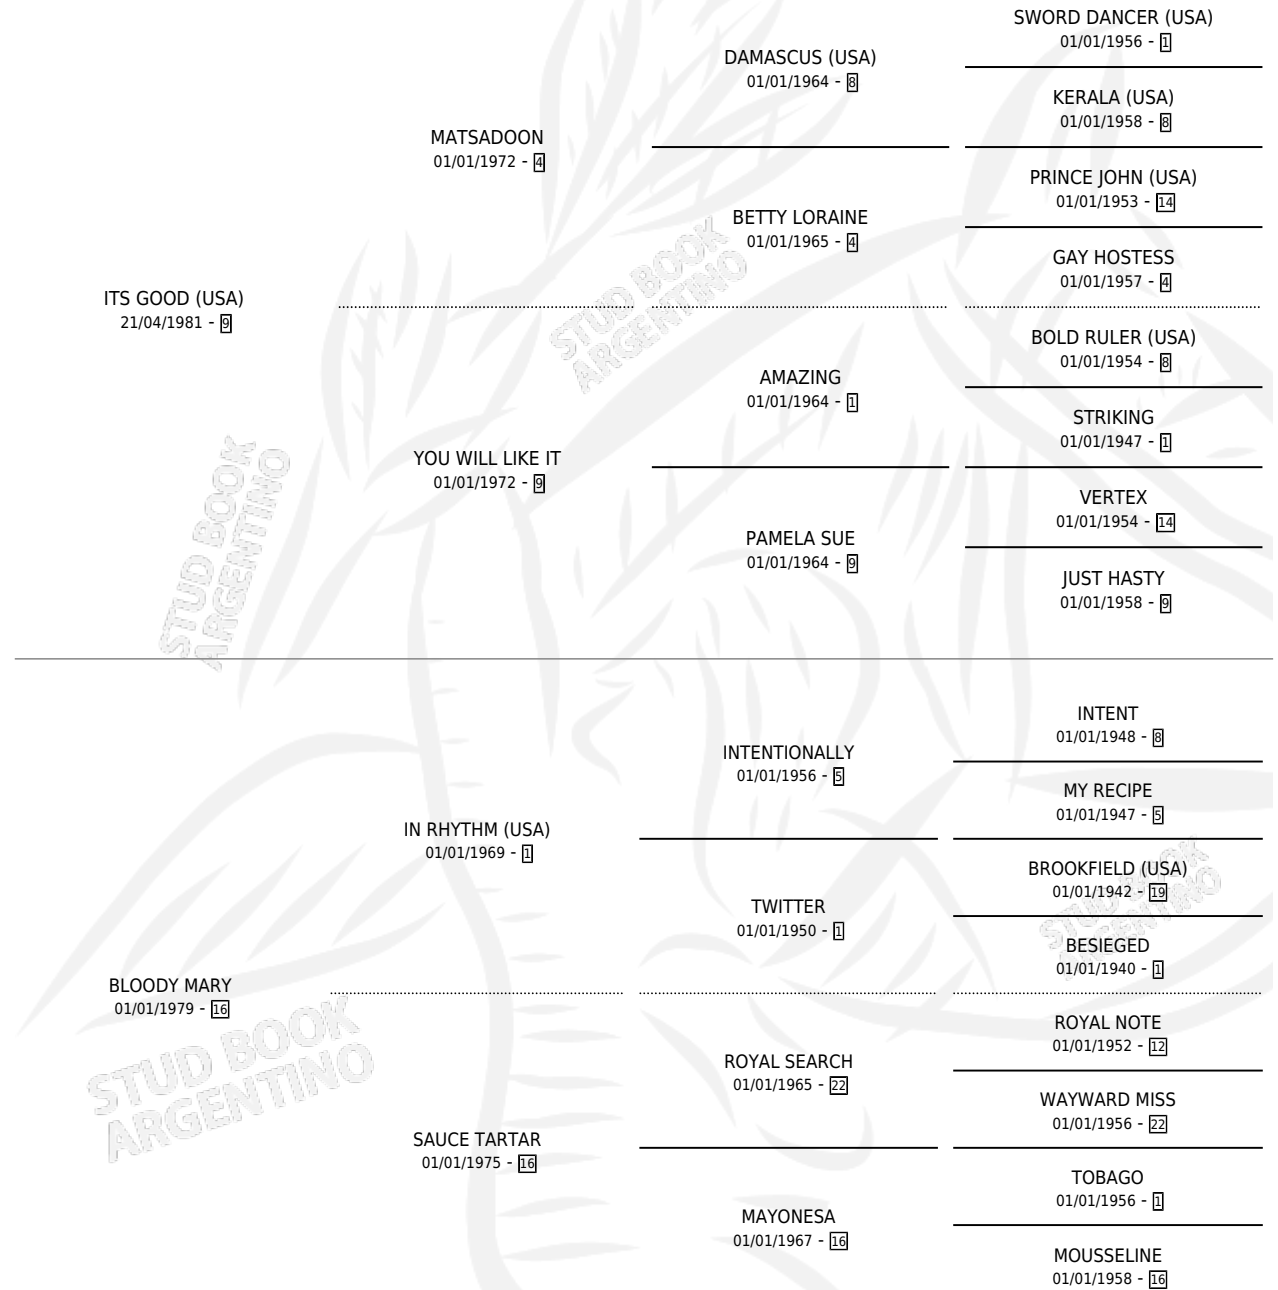 SWORD DANCER (USA)
01/01/1956 - 1
DAMASCUS (USA)
01/01/1964 - 8
KERALA (USA)
01/01/1958 - 8
MATSADOON
01/01/1972 - 4
PRINCE JOHN (USA)
01/01/1953 - 14
BETTY LORAINE
01/01/1965 - 4
GAY HOSTESS
01/01/1957 - 4
ITS GOOD (USA)
21/04/1981 - 9
BOLD RULER (USA)
01/01/1954 - 8
AMAZING
01/01/1964 - 1
STRIKING
01/01/1947 - 1
YOU WILL LIKE IT
01/01/1972 - 9
VERTEX
01/01/1954 - 14
PAMELA SUE
01/01/1964 - 9
JUST HASTY
01/01/1958 - 9
INTENT
01/01/1948 - 8
INTENTIONALLY
01/01/1956 - 5
MY RECIPE
01/01/1947 - 5
IN RHYTHM (USA)
01/01/1969 - 1
BROOKFIELD (USA)
01/01/1942 - 19
TWITTER
01/01/1950 - 1
BESIEGED
01/01/1940 - 1
BLOODY MARY
01/01/1979 - 16
ROYAL NOTE
01/01/1952 - 12
ROYAL SEARCH
01/01/1965 - 22
WAYWARD MISS
01/01/1956 - 22
SAUCE TARTAR
01/01/1975 - 16
TOBAGO
01/01/1956 - 1
MAYONESA
01/01/1967 - 16
MOUSSELINE
01/01/1958 - 16
STUD BOOK
ARGENTINO
STUD BOOK
ARGENTINO
STUD BOOK
ARGENTINO
STUD BOOK
ARGENTINO